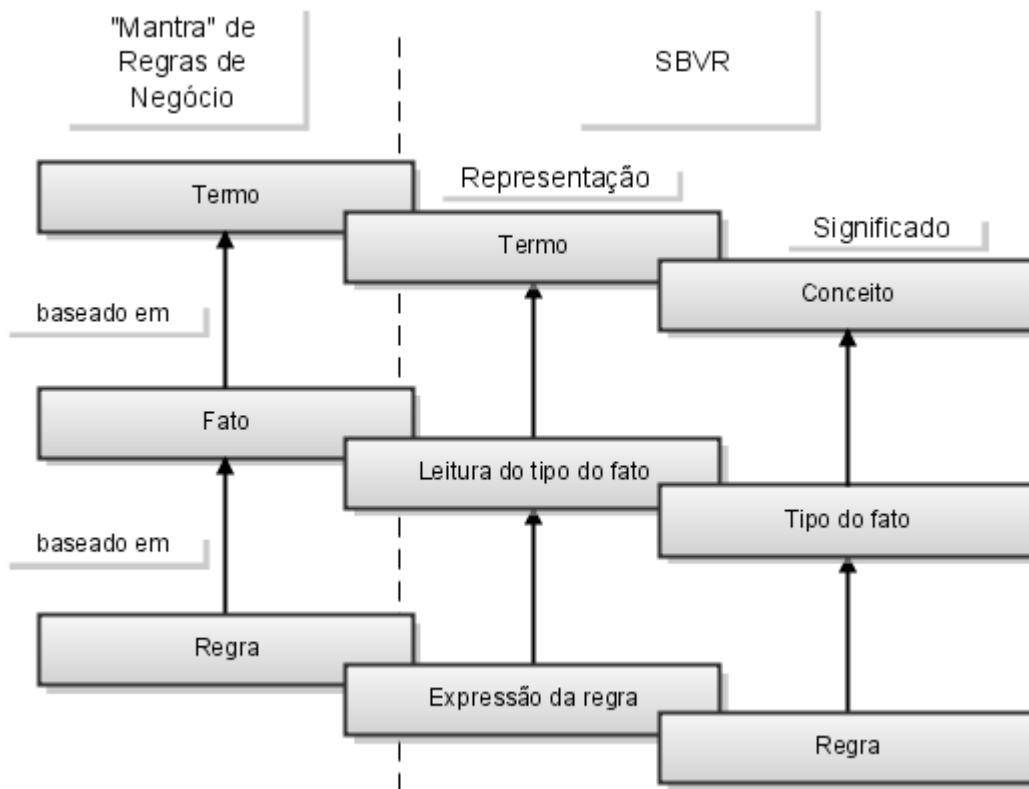 "Mantra" de
Regras de
Negócio
SBVR
Termo
Representação
Termo
Significado
Conceito
baseado em
Fato
Leitura do tipo do fato
Tipo do fato
baseado em
Regra
Expressão da regra
Regra